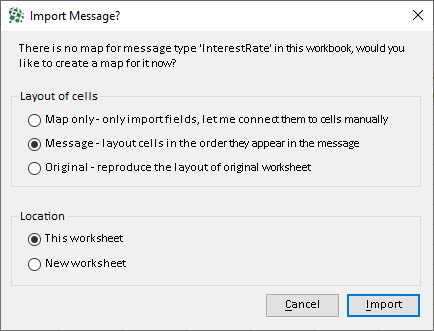 Import Message?
There is no map for message type 'InterestRate' in this workbook, would you
like to create a map for it now?
Layout of cells
Map only - only import fields, let me connect them to cells manually
Message - layout cells in the order they appear in the message
Original - reproduce the layout of original worksheet
Location
This worksheet
New worksheet
Cancel
Import